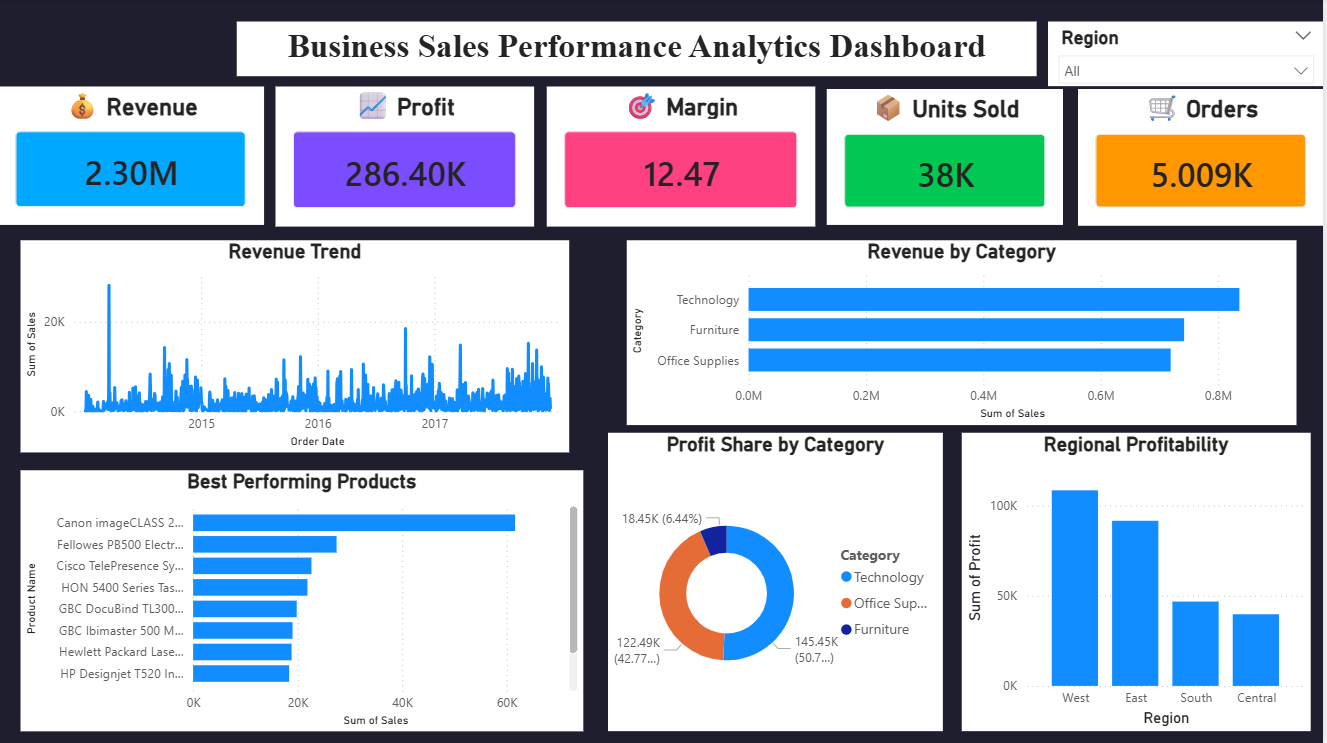 Business Sales Performance Analytics Dashboard
Region
All
Revenue
2.30M
Profit
286.40K
Margin
12.47
Units Sold
38K
Orders
5.009K
Revenue Trend
Sum of Sales
20K
0K
2015 2016 2017
Order Date
Revenue by Category
Category
Technology
Furniture
Office Supplies
0.0M 0.2M 0.4M 0.6M 0.8M
Sum of Sales
Best Performing Products
Product Name
Canon imageCLASS 2...
Fellowes PB500 Electr...
Cisco TelePresence Sy...
HON 5400 Series Tas...
GBC DocuBind TL300...
GBC Ibimaster 500 M...
Hewlett Packard Lase...
HP Designjet T520 In...
0K 20K 40K 60K
Sum of Sales
Profit Share by Category
18.45K (6.44%)
122.49K
(42.77...)
145.45K
(50.7...)
Category
Technology
Office Sup...
Furniture
Regional Profitability
Sum of Profit
100K
50K
0K
West East South Central
Region